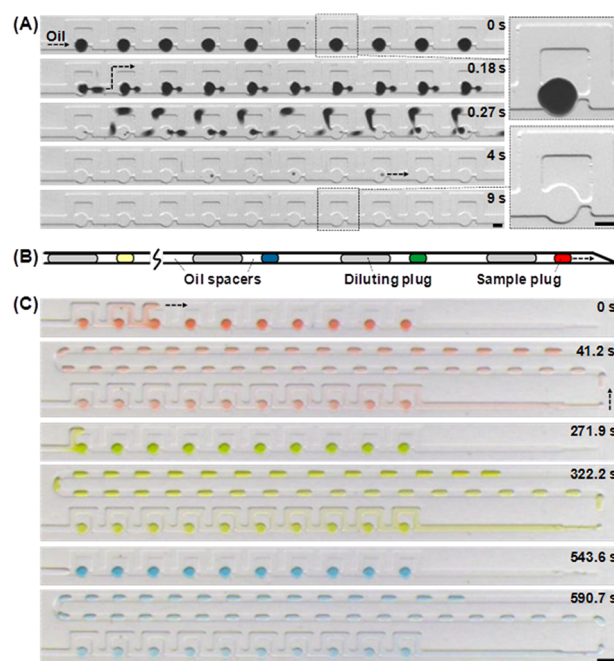 (A)
Oil
0 s
0.18 s
0.27 s
4 s
9 s
(B)
Oil spacers
Diluting plug
Sample plug
(C)
0 s
41.2 s
271.9 s
322.2 s
543.6 s
590.7 s